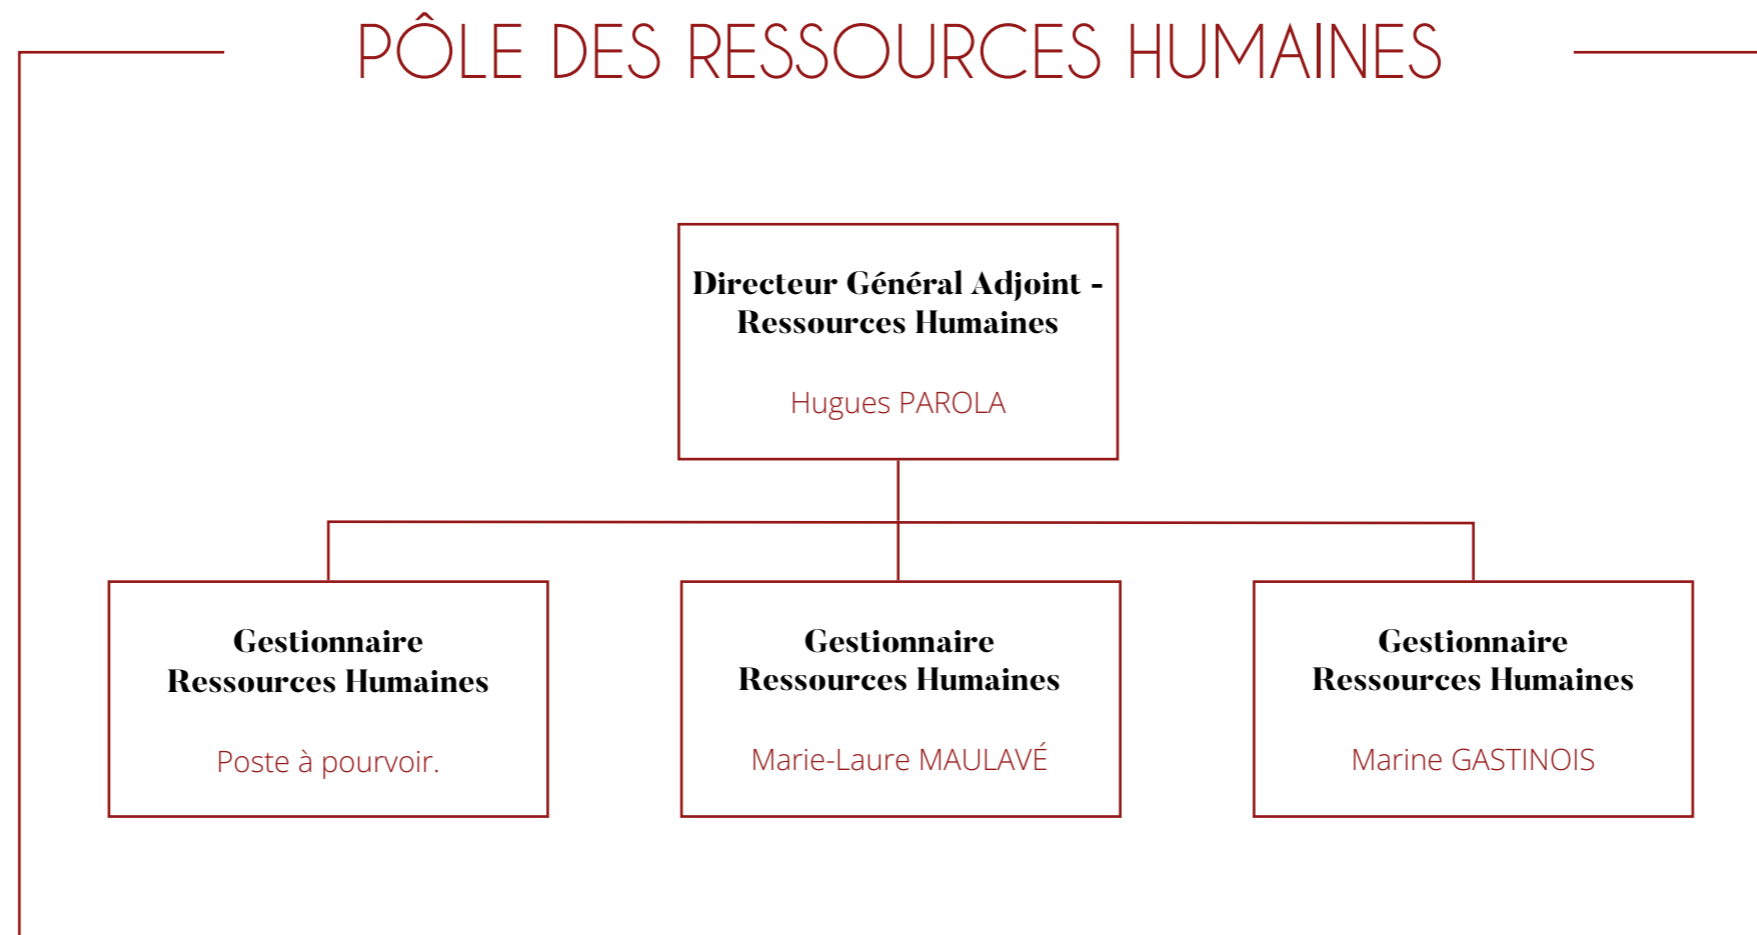 PÔLE DES RESSOURCES HUMAINES
Directeur Général Adjoint -
Ressources Humaines
Hugues PAROLA
Gestionnaire
Ressources Humaines
Poste à pourvoir.
Gestionnaire
Ressources Humaines
Marie-Laure MAULAVÉ
Gestionnaire
Ressources Humaines
Marine GASTINOIS